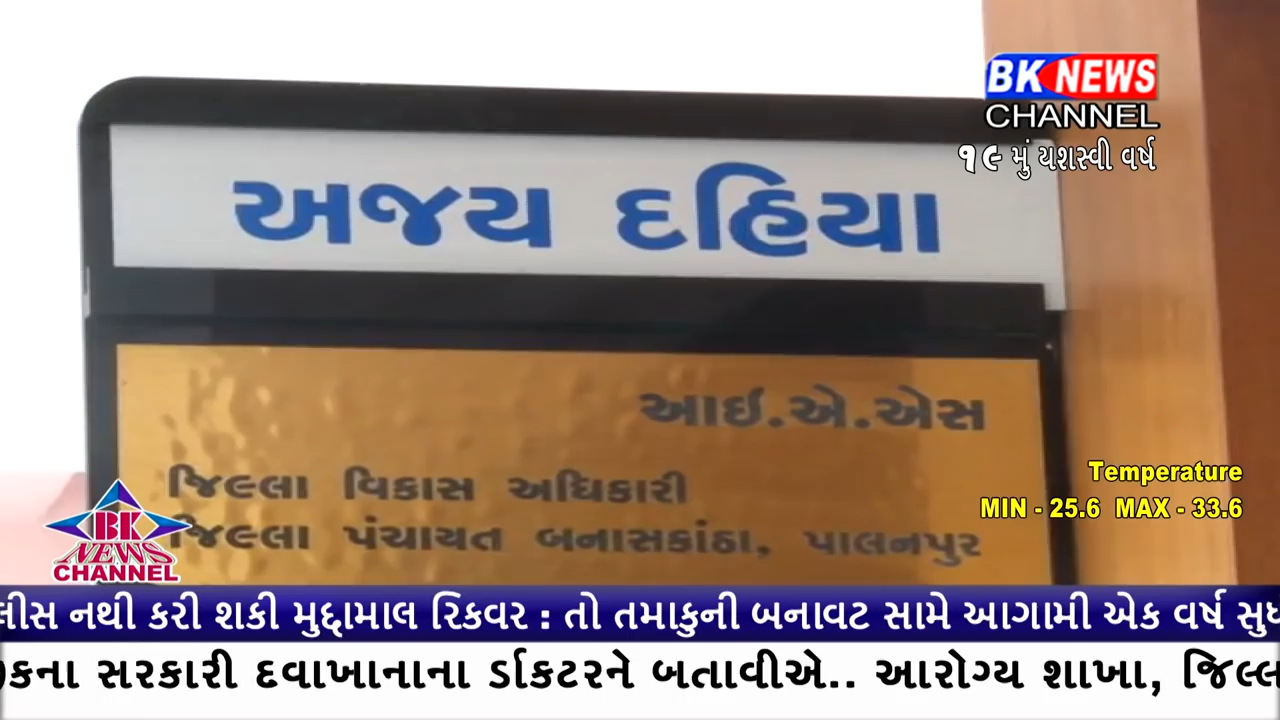 BK NEWS
CHANNEL
૧૯ મું યશસ્વી વર્ષ
અજય દહિયા
આઇ.એ.એસ
જિલ્લા વિકાસ અધિકારી
જિલ્લા પંચાયત બનાસકાંઠા, પાલનપુર
Temperature
MIN - 25.6 MAX - 33.6
BK
NEWS
CHANNEL
નથી કરી શકી મુદ્દામાલ રિકવર : તો તમાકુની બનાવટ સામે આગામી એક વર્ષ
સરકારી દવાખાનાના ર્ડાકટરને બતાવીએ.. આરોગ્ય શાખા,